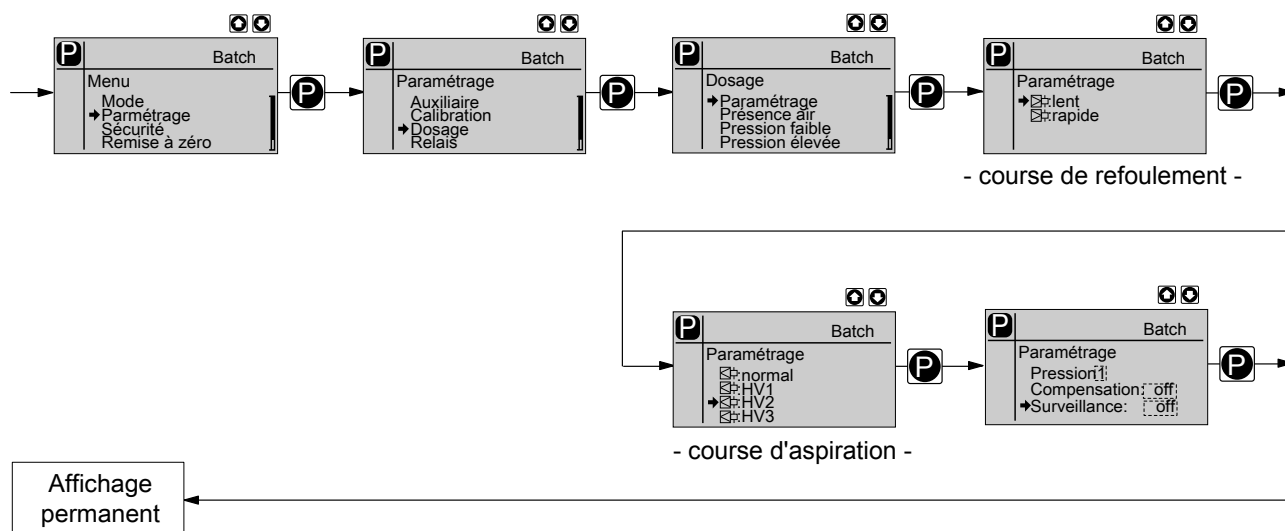 P Batch
Menu
Mode
Parmétrage
Sécurité
Remise à zéro
P
P Batch
Paramétrage
Auxiliaire
Calibration
Dosage
Relais
P
P Batch
Dosage
Paramétrage
Présence air
Pression faible
Pression élevée
P
P Batch
Paramétrage
:lent
:rapide
P
- course de refoulement -
P Batch
Paramétrage
:normal
:HV1
:HV2
:HV3
P
- course d'aspiration -
P Batch
Paramétrage
Pression 1
Compensation: off
Surveillance: off
P
Affichage
permanent